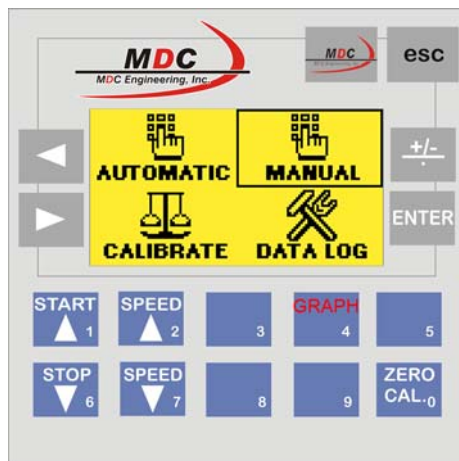 MDC
MDC Engineering, Inc.
MDC
esc
AUTOMATIC MANUAL
+/-
.
CALIBRATE DATA LOG
ENTER
START
1
SPEED
2
3
GRAPH
4
5
STOP
6
SPEED
7
8
9
ZERO
CAL.0